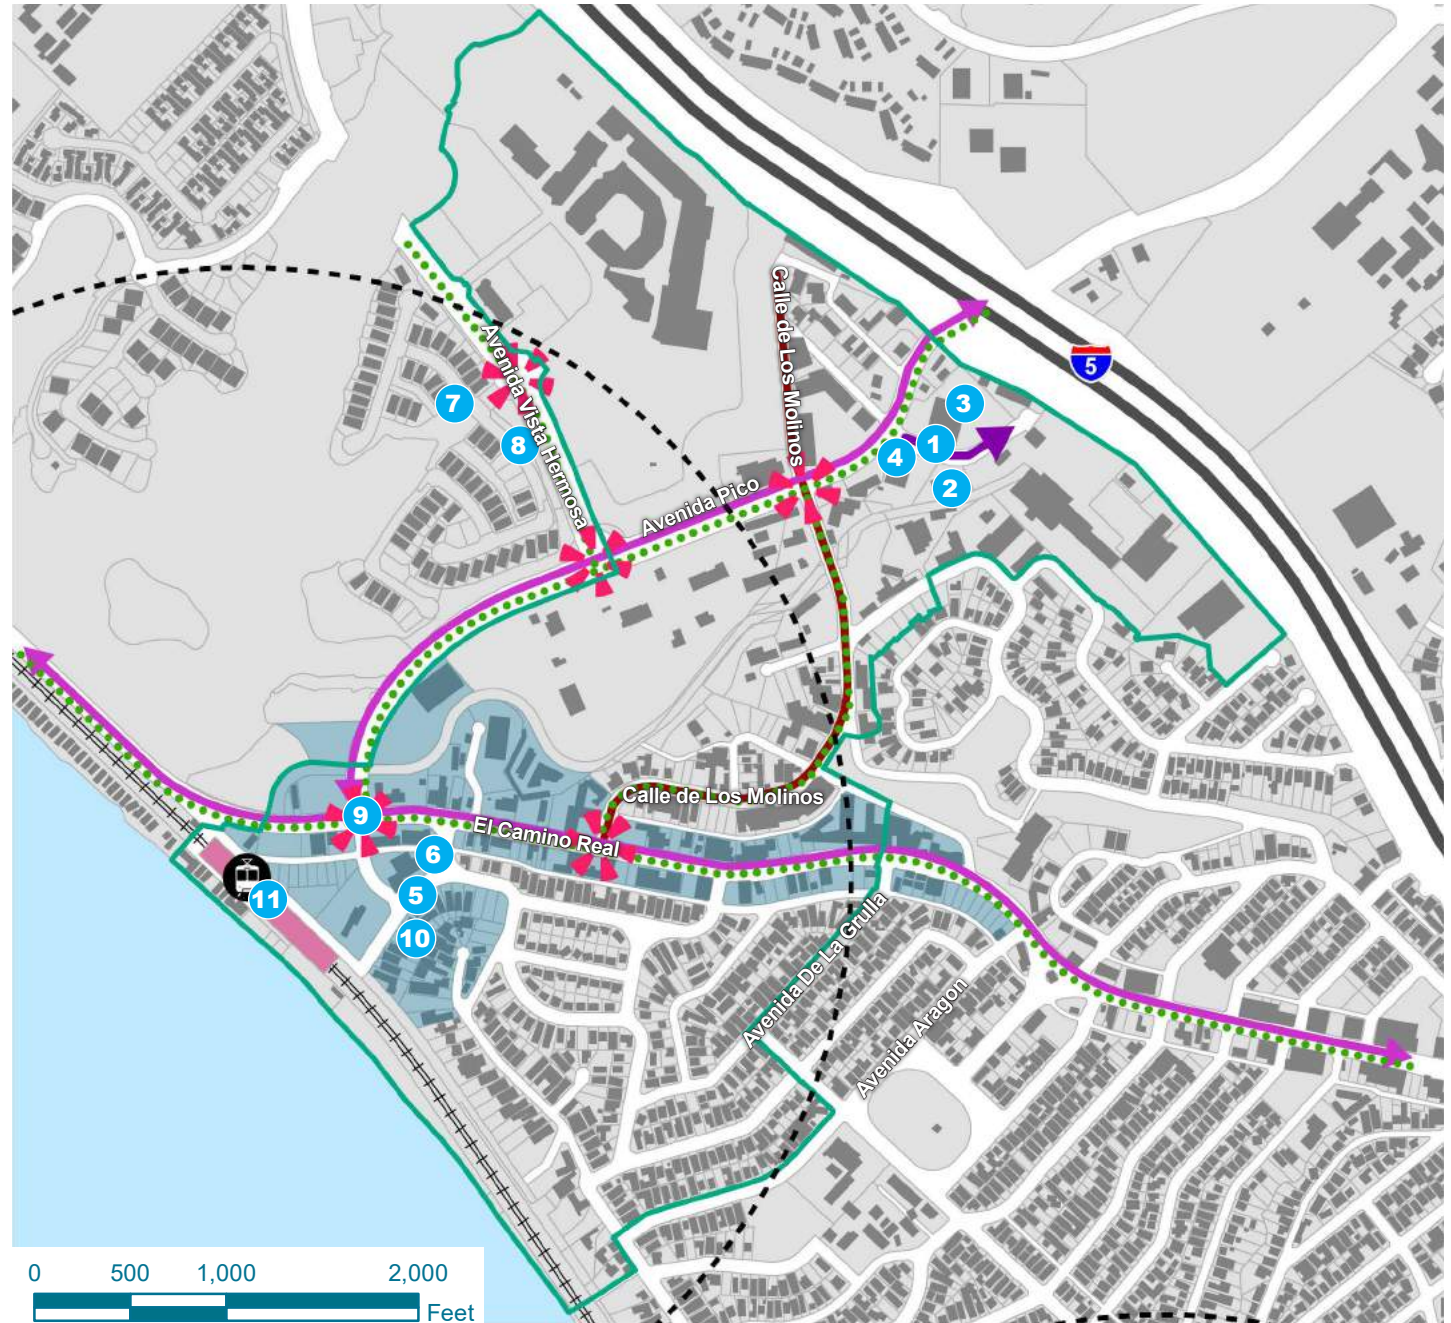 5
Calle de Los Molinos
Avenida Vista Hermosa
7
3
8
1
4
2
Avenida Pico
Calle de Los Molinos
9
El Camino Real
6
11
5
10
Avenida De La Grulla
Avenida Aragon
0 500 1,000 2,000
Feet